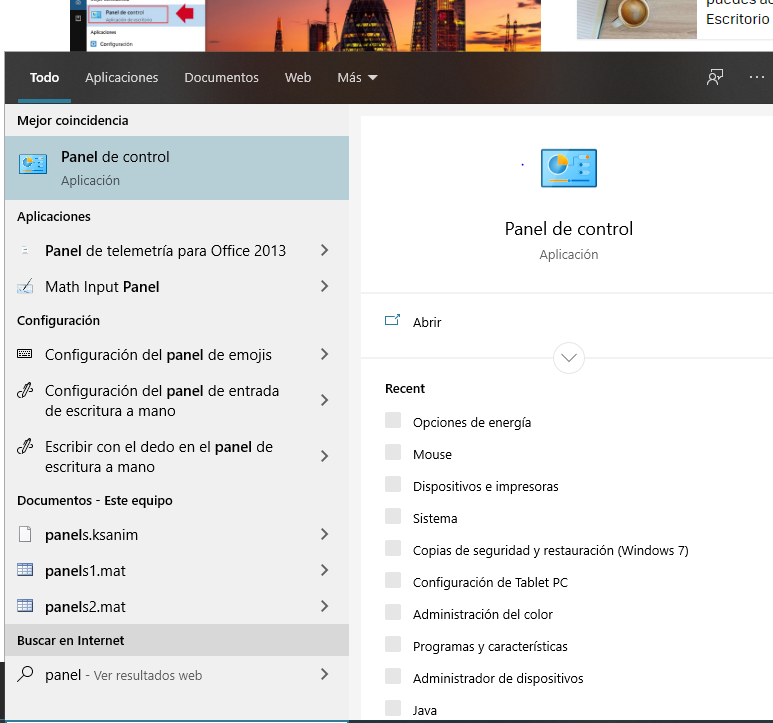 Panel de control
Aplicación de escritorio
Aplicaciones
Configuración
Escritorio
Todo
Aplicaciones
Documentos
Web
Más
Mejor coincidencia
Panel de control
Aplicación
Aplicaciones
Panel de telemetría para Office 2013
Math Input Panel
Configuración
Configuración del panel de emojis
Configuración del panel de entrada
de escritura a mano
Escribir con el dedo en el panel de
escritura a mano
Documentos - Este equipo
panels.ksanim
panels1.mat
panels2.mat
Buscar en Internet
panel - Ver resultados web
Panel de control
Aplicación
Abrir
Recent
Opciones de energía
Mouse
Dispositivos e impresoras
Sistema
Copias de seguridad y restauración (Windows 7)
Configuración de Tablet PC
Administración del color
Programas y características
Administrador de dispositivos
Java